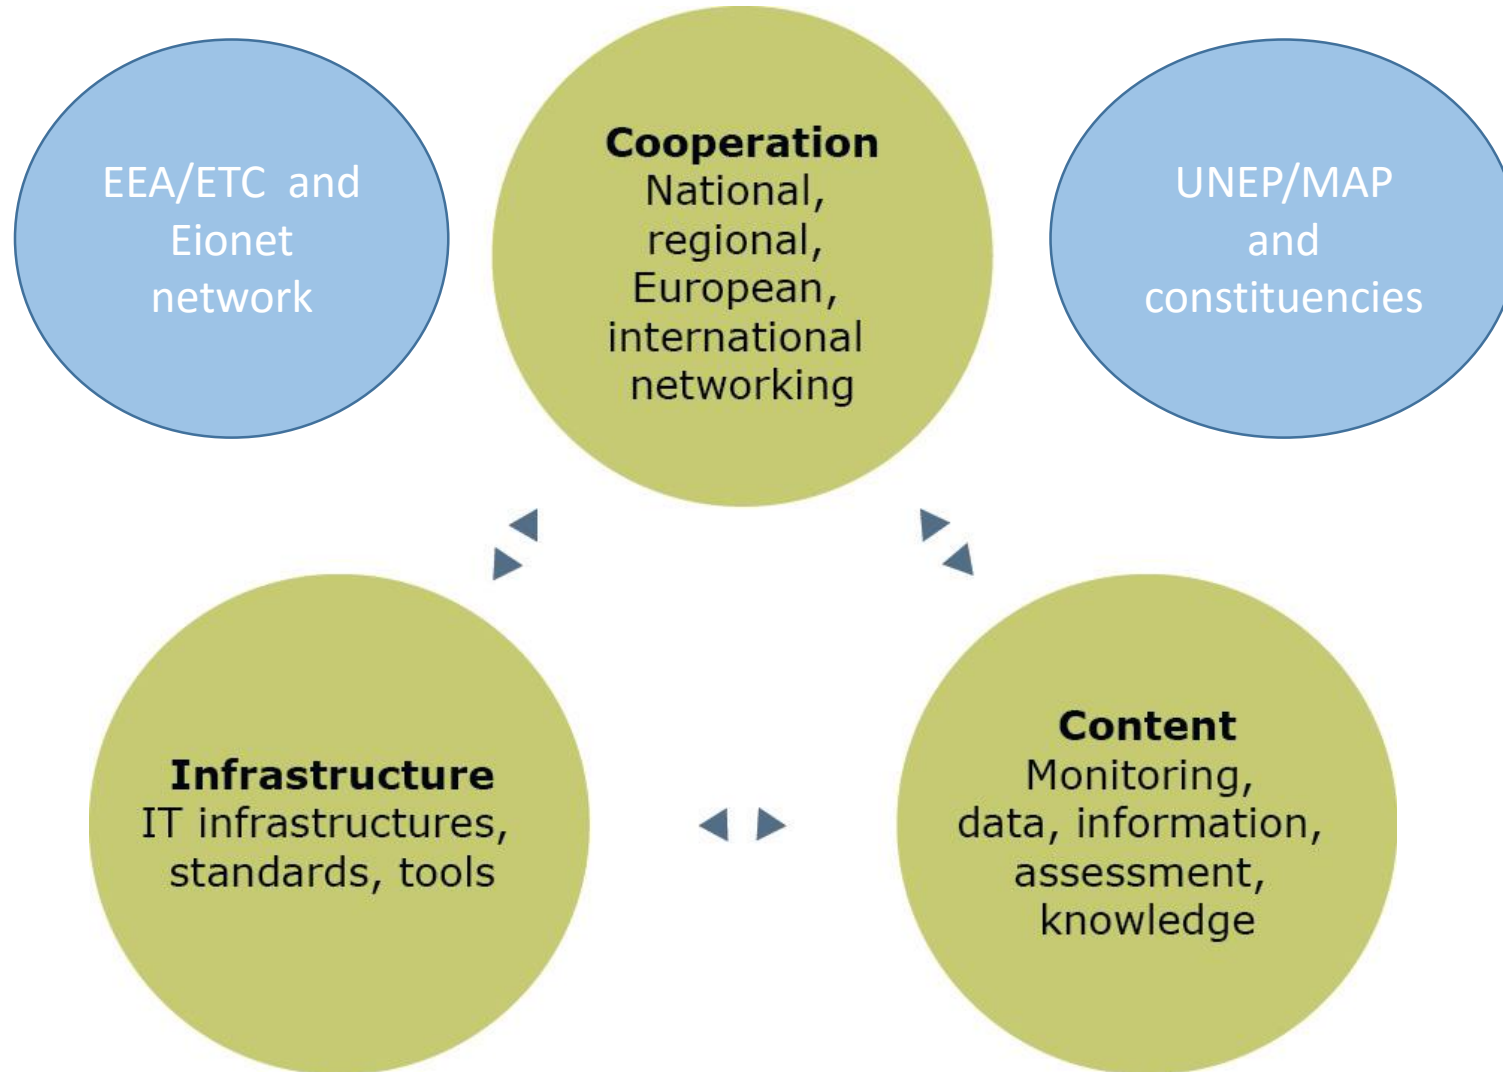 EEA/ETC and
Eionet
network
Cooperation
National,
regional,
European,
international
networking
UNEP/MAP
and
constituencies
Infrastructure
IT infrastructures,
standards, tools
Content
Monitoring,
data, information,
assessment,
knowledge